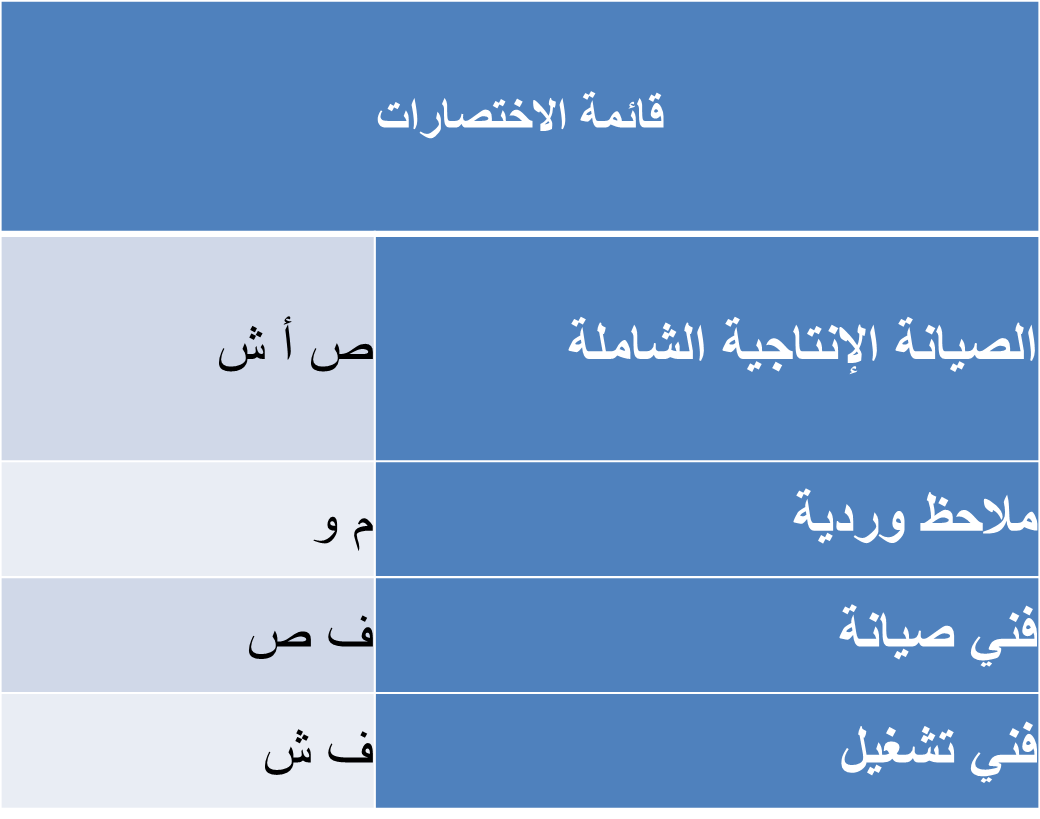 قائمة الاختصارات
الصيانة الإنتاجية الشاملة ص أ ش
ملاحظ وردية م و
فني صيانة ف ص
فني تشغيل ف ش